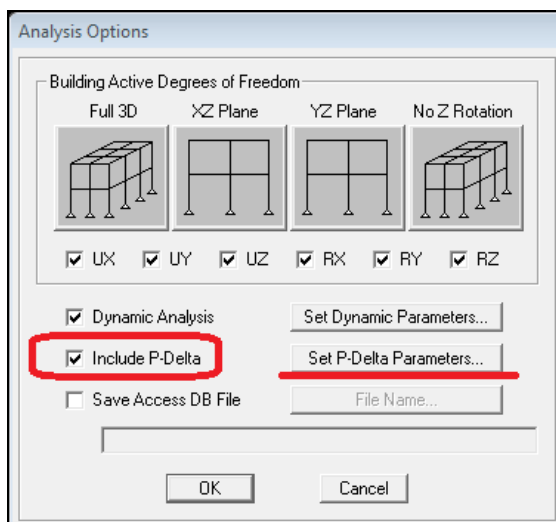 Analysis Options
Building Active Degrees of Freedom
Full 3D XZ Plane YZ Plane No Z Rotation
UX UY UZ RX RY RZ
Dynamic Analysis Set Dynamic Parameters...
Include P-Delta Set P-Delta Parameters...
Save Access DB File File Name...
OK Cancel